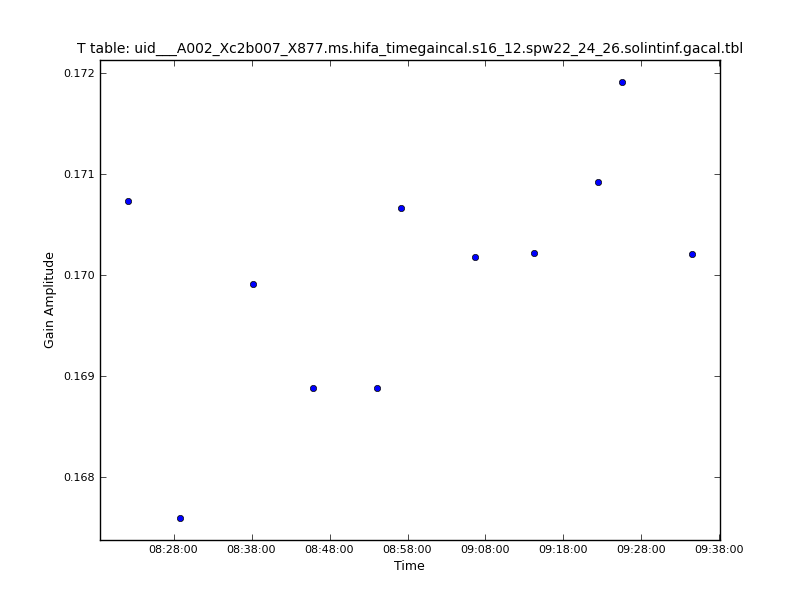 T table: uid___A002_Xc2b007_X877.ms.hifa_timegaincal.s16_12.spw22_24_26.solintinf.gacal.tbl
0.172
0.171
0.170
0.169
0.168
Gain Amplitude
08:28:00 08:38:00 08:48:00 08:58:00 09:08:00 09:18:00 09:28:00 09:38:00
Time